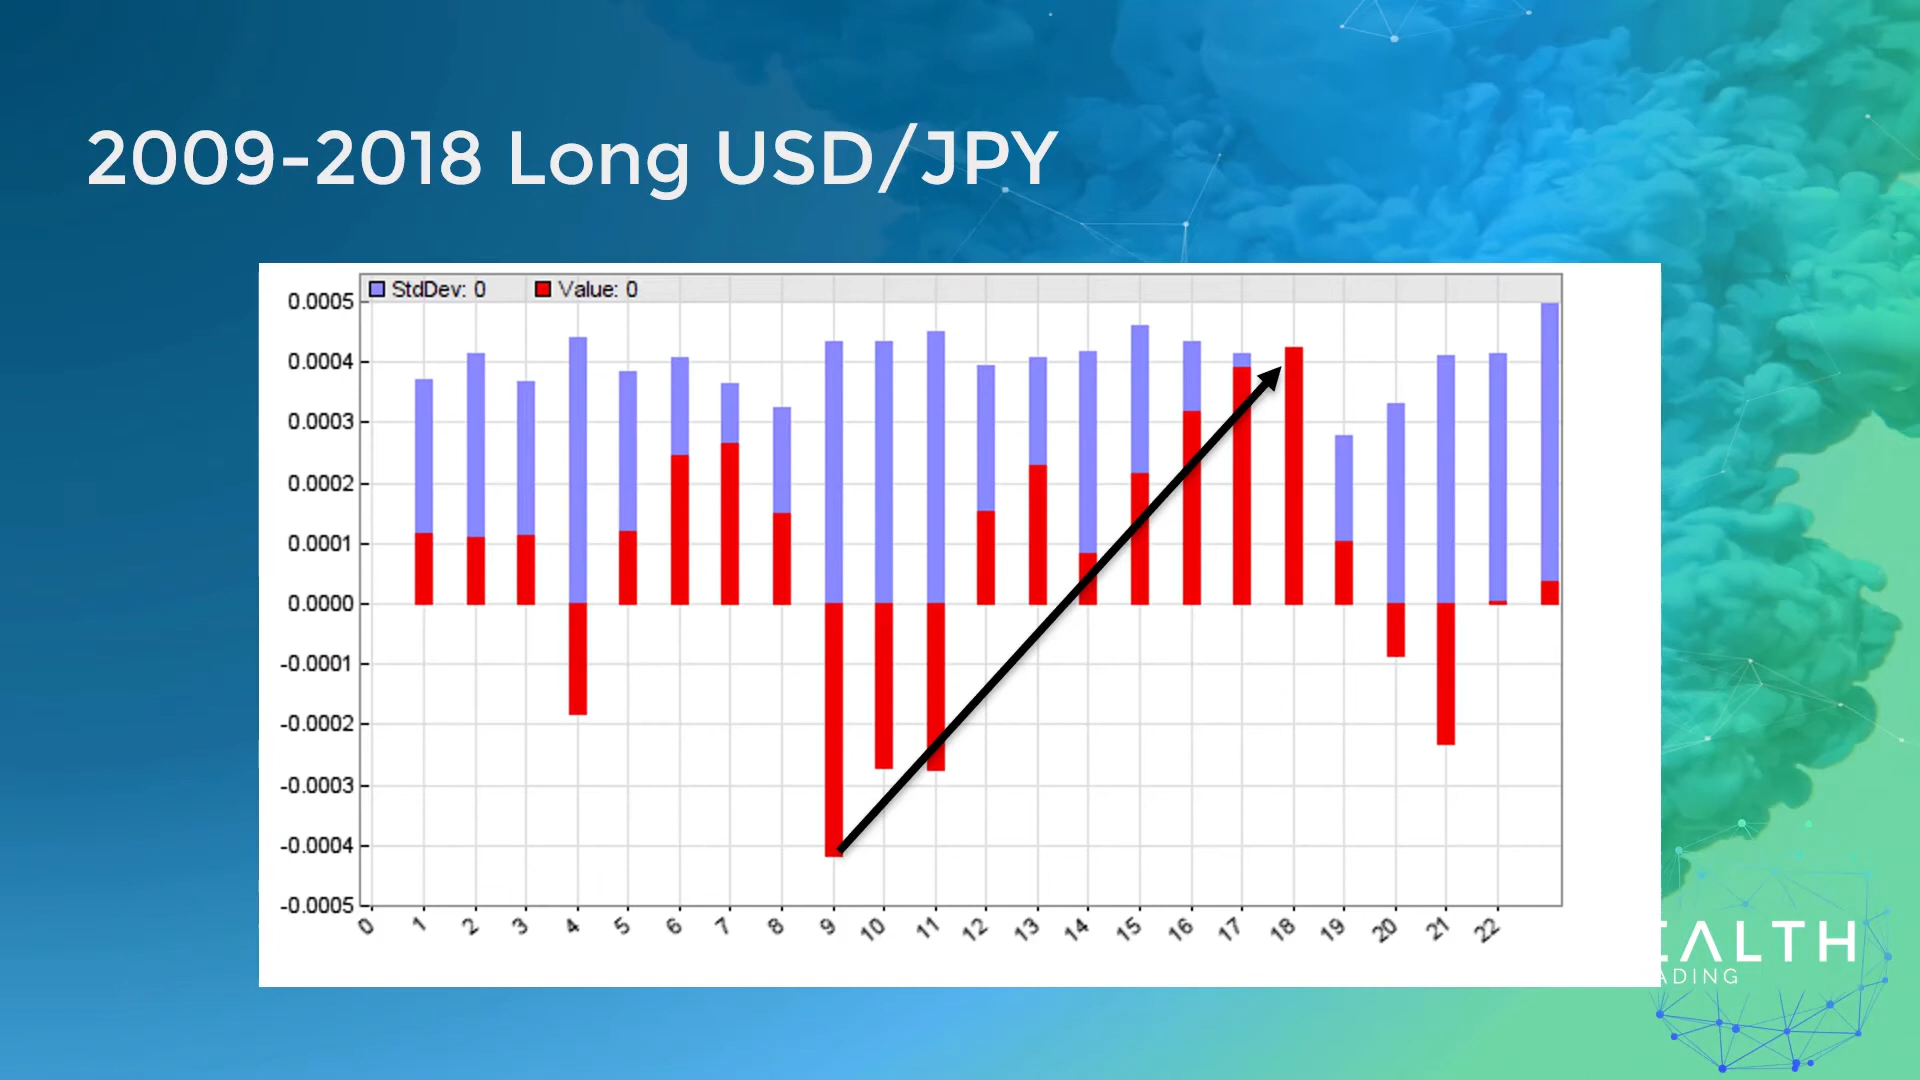 2009-2018 Long USD/JPY
StdDev: 0 Value: 0
0.0005
0.0004
0.0003
0.0002
0.0001
0.0000
-0.0001
-0.0002
-0.0003
-0.0004
-0.0005
0 1 2 3 4 5 6 7 8 9 10 11 12 13 14 15 16 17 18 19 20 21 22
EALTH
ADING